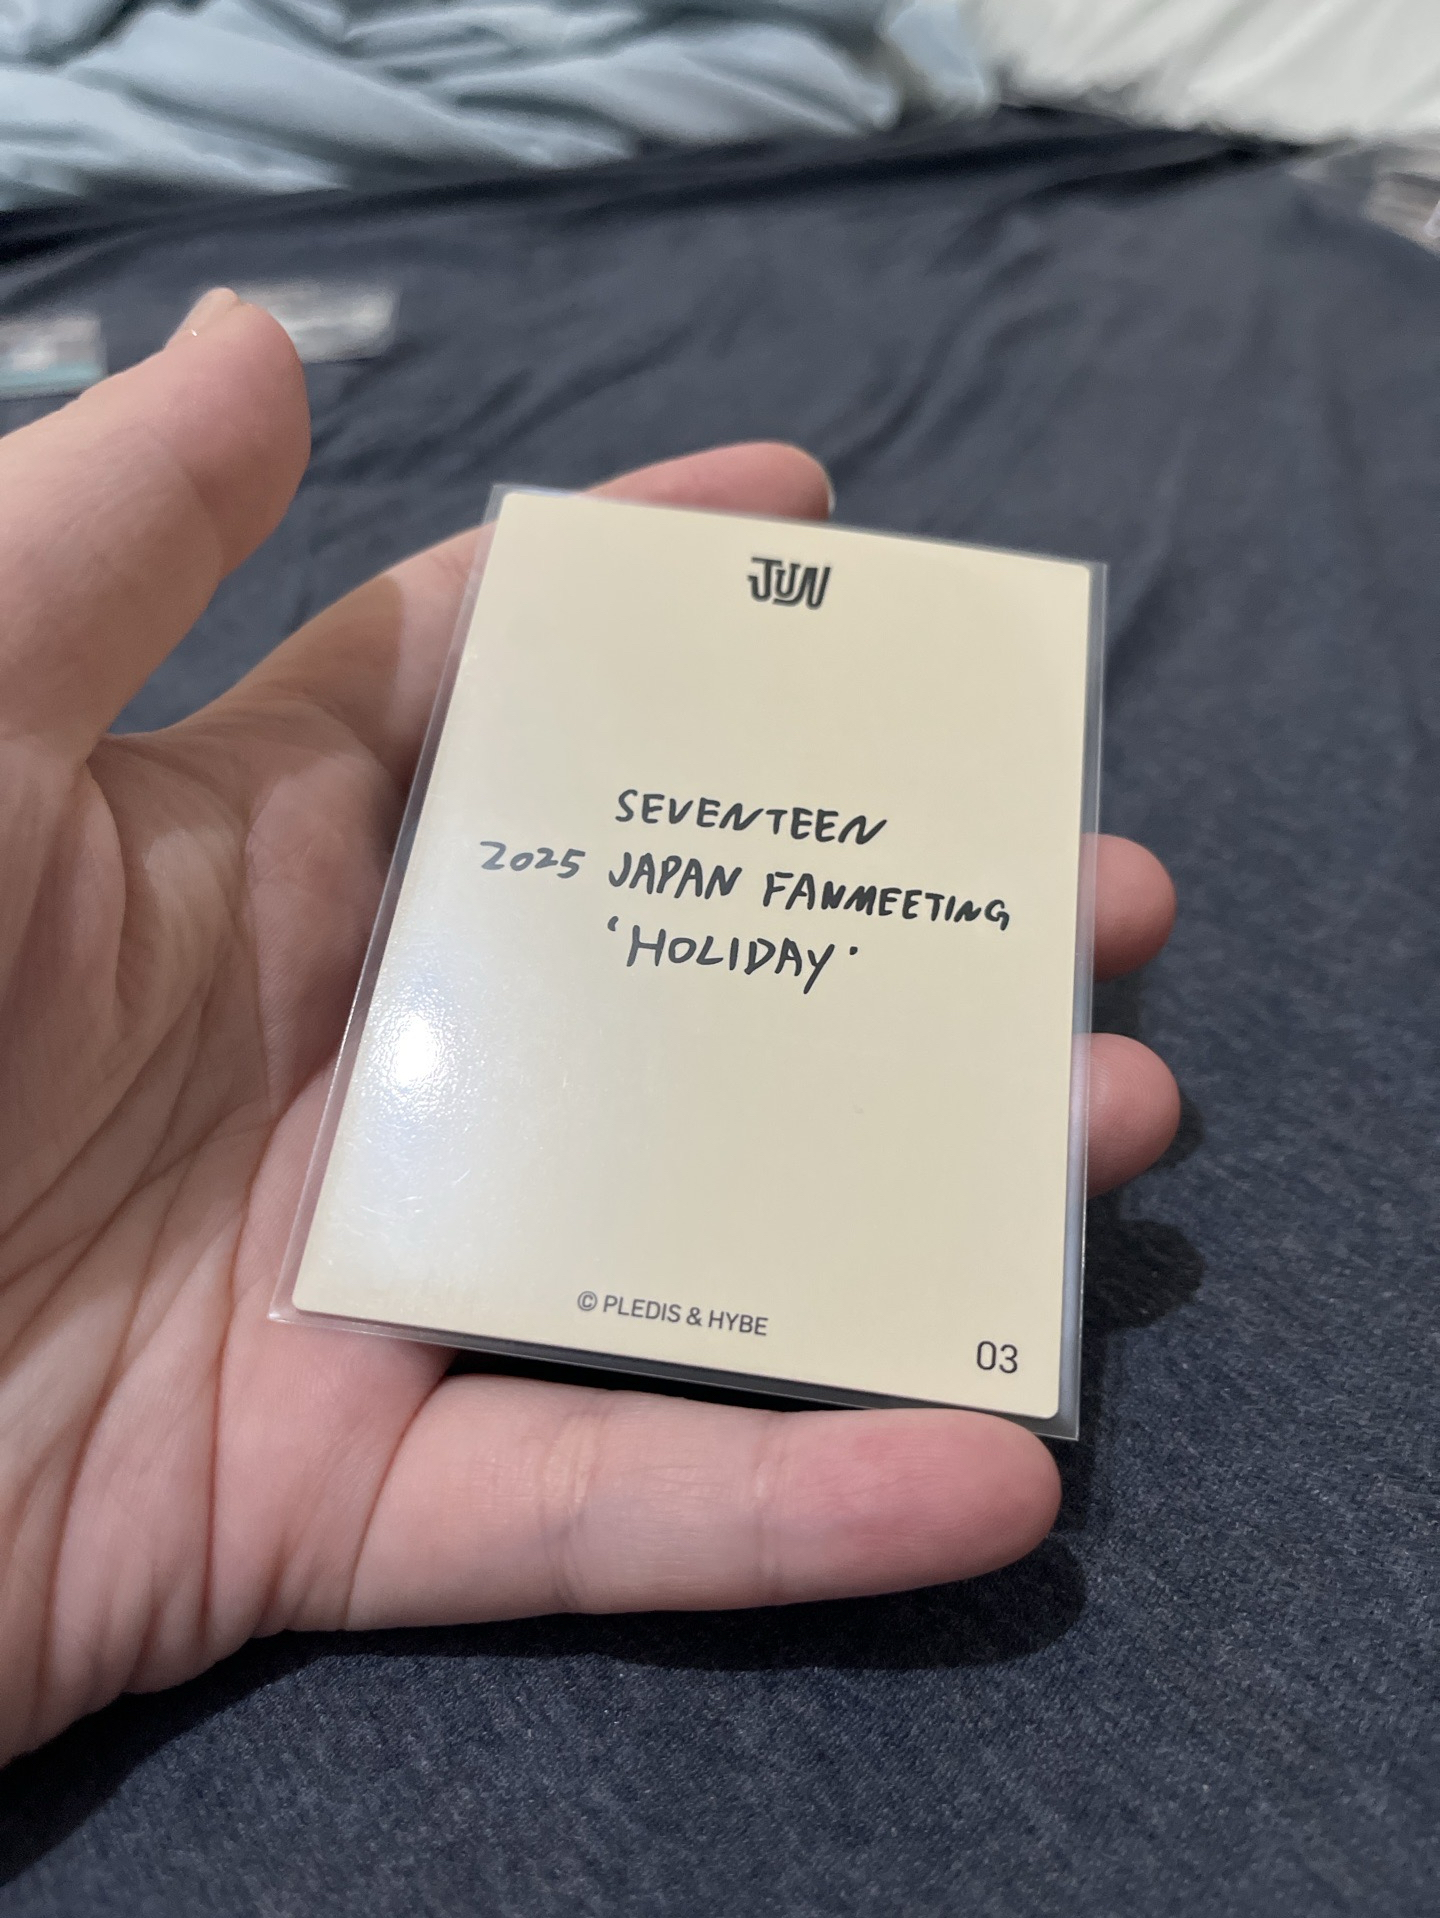 JUN
SEVENTEEN
2025 JAPAN FANMEETING
'HOLIDAY'
© PLEDIS & HYBE
03